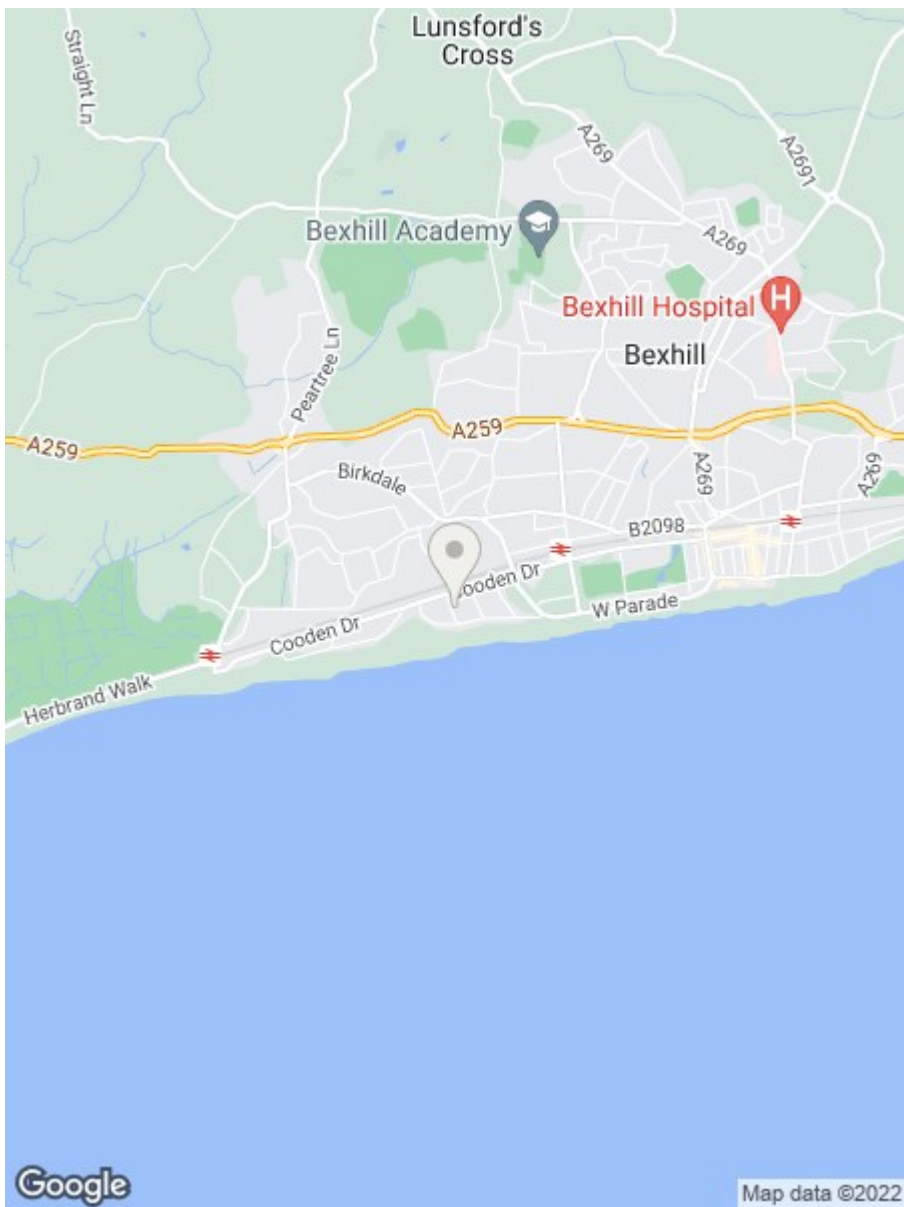 Lunsford's
Cross
Straight Ln
A269
A2691
Bexhill Academy
A269
Bexhill Hospital
H
Bexhill
Peartree Ln
A259
A259
Birkdale
A269
A269
B2098
Cooden Dr
W Parade
Cooden Dr
Herbrand Walk
Google
Map data ©2022